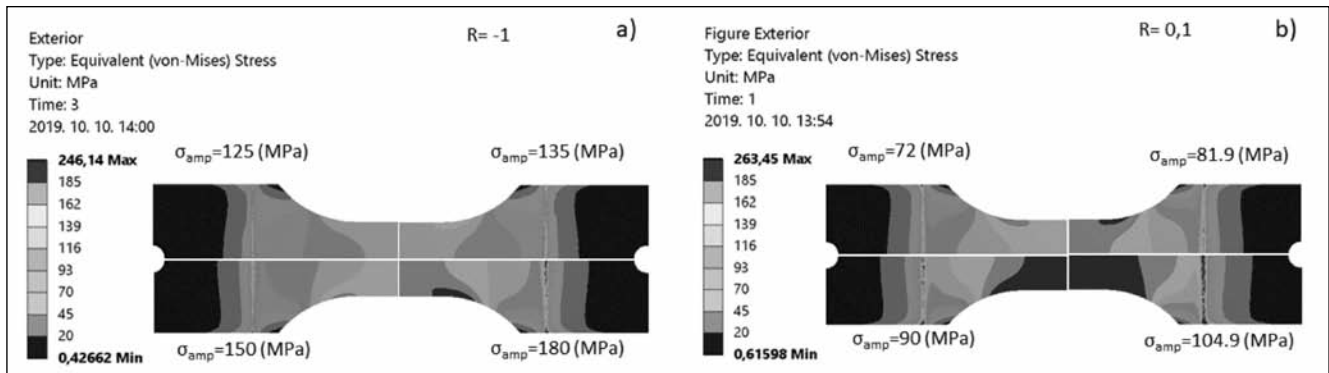 R= -1
a)
Exterior
Type: Equivalent (von-Mises) Stress
Unit: MPa
Time: 3
2019. 10. 10. 14:00
σamp=125 (MPa)
σamp=135 (MPa)
246,14 Max
185
162
139
116
93
70
45
20
0,42662 Min
σamp=150 (MPa)
σamp=180 (MPa)
R= 0,1
b)
Figure Exterior
Type: Equivalent (von-Mises) Stress
Unit: MPa
Time: 1
2019. 10. 10. 13:54
σamp=72 (MPa)
σamp=81.9 (MPa)
263,45 Max
185
162
139
116
93
70
45
20
0,61598 Min
σamp=90 (MPa)
σamp=104.9 (MPa)